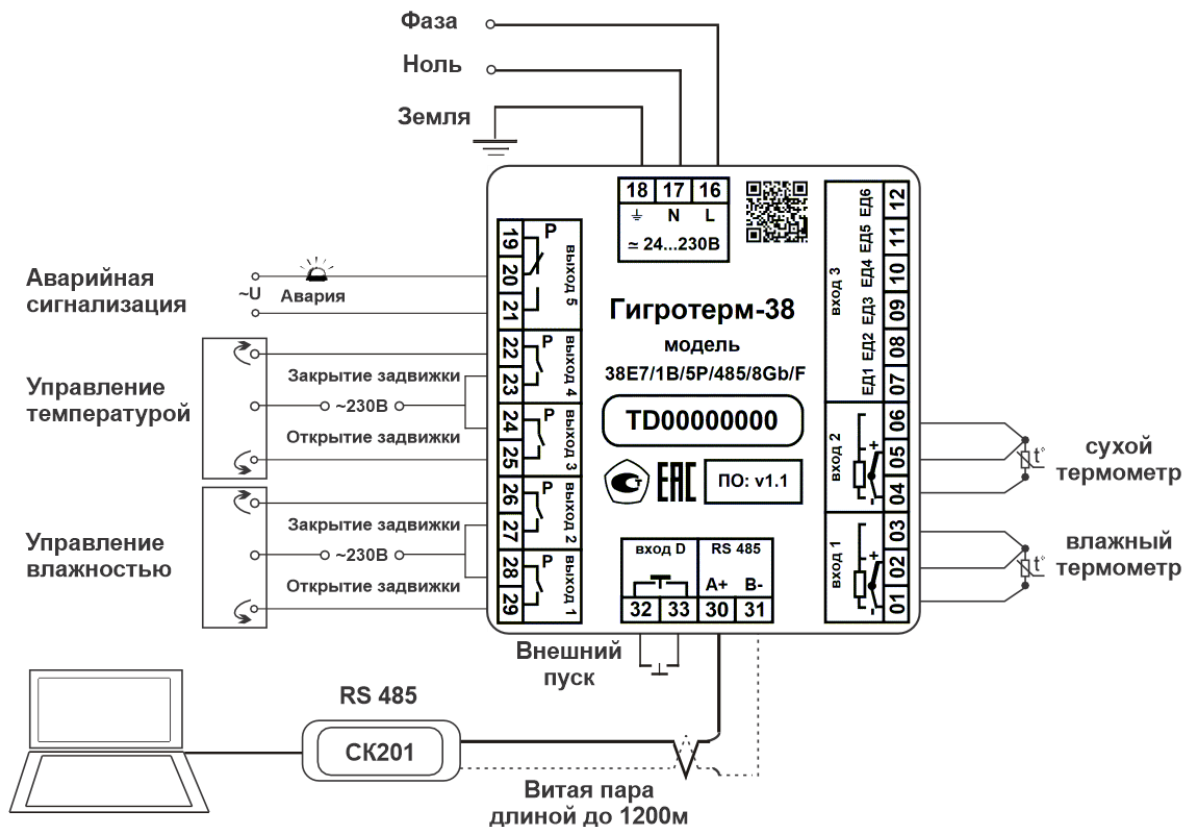 Фаза
Ноль
Земля
18 17 16
N L
≃ 24...230В
19 20 21
P
выход 5
22 23
P
выход 4
24 25
P
выход 3
26 27
P
выход 2
28 29
P
выход 1
Аварийная
сигнализация
~U
Авария
Управление
температурой
Закрытие задвижки
~230В
Открытие задвижки
Управление
влажностью
Закрытие задвижки
~230В
Открытие задвижки
Гигротерм-38
модель
38Е7/1В/5Р/485/8Gb/F
TD00000000
ЕАС
ПО: v1.1
вход D
32 33
RS 485
A+ B-
30 31
вход 3
ЕД1 ЕД2 ЕД3 ЕД4 ЕД5 ЕД6
07 08 09 10 11 12
вход 2
+
-
04 05 06
вход 1
+
-
01 02 03
t°
сухой
термометр
t°
влажный
термометр
Внешний
пуск
RS 485
СК201
Витая пара
длиной до 1200м